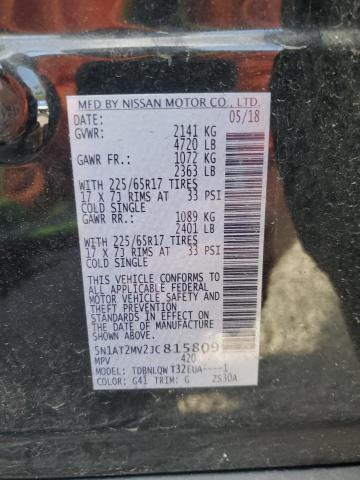 MFD BY NISSAN MOTOR CO., LTD.
DATE: 05/18
GVWR: 2141 KG
4720 LB
GAWR FR.: 1072 KG
2363 LB
WITH 225/65R17 TIRES
17 X 7J RIMS AT 33 PSI
COLD SINGLE
GAWR RR.: 1089 KG
2401 LB
WITH 225/65R17 TIRES
17 X 7J RIMS AT 33 PSI
COLD SINGLE
THIS VEHICLE CONFORMS TO
ALL APPLICABLE FEDERAL
MOTOR VEHICLE SAFETY,
THEFT PREVENTION AND BUMPER
STANDARDS IN EFFECT ON THE
DATE OF MANUFACTURE
SHOWN ABOVE.
5N1AT2MV2JC815809
MPV 420
MODEL: TDBNLQWT32EUA----1
COLOR: G41 TRIM: G ZS30A